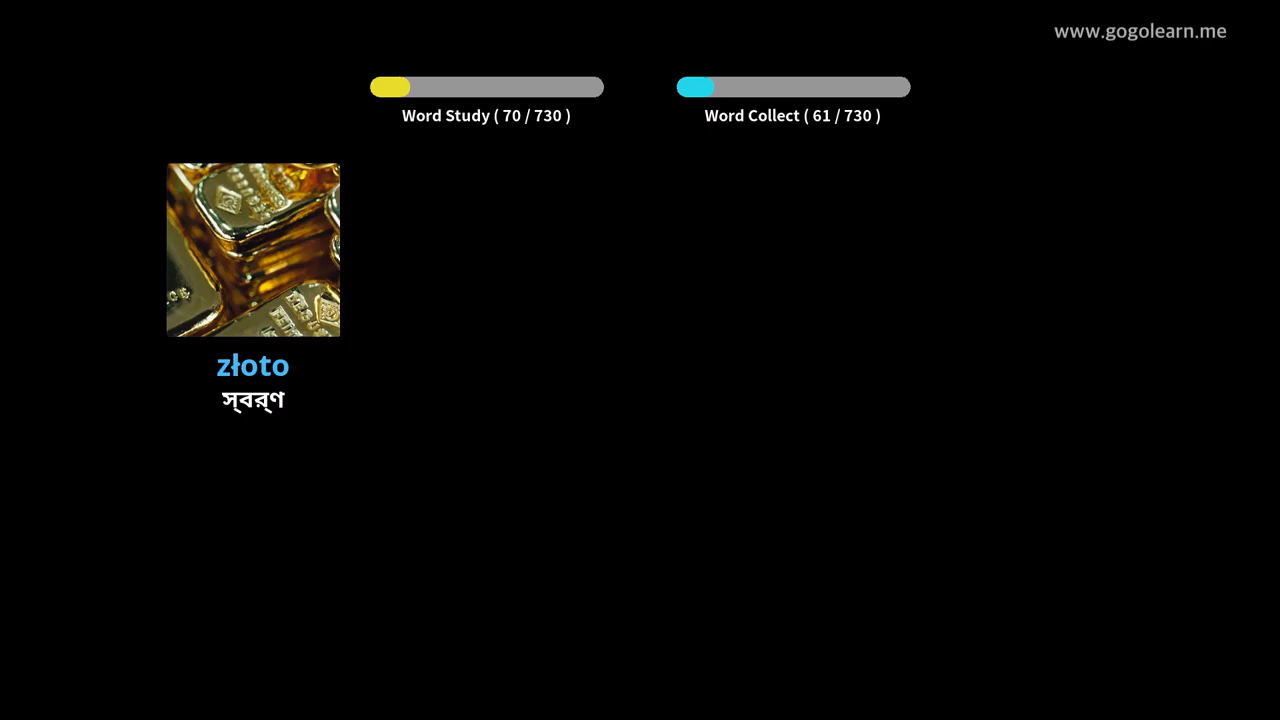 www.gogolearn.me
Word Study ( 70 / 730 )
Word Collect ( 61 / 730 )
złoto
স্বর্ণ